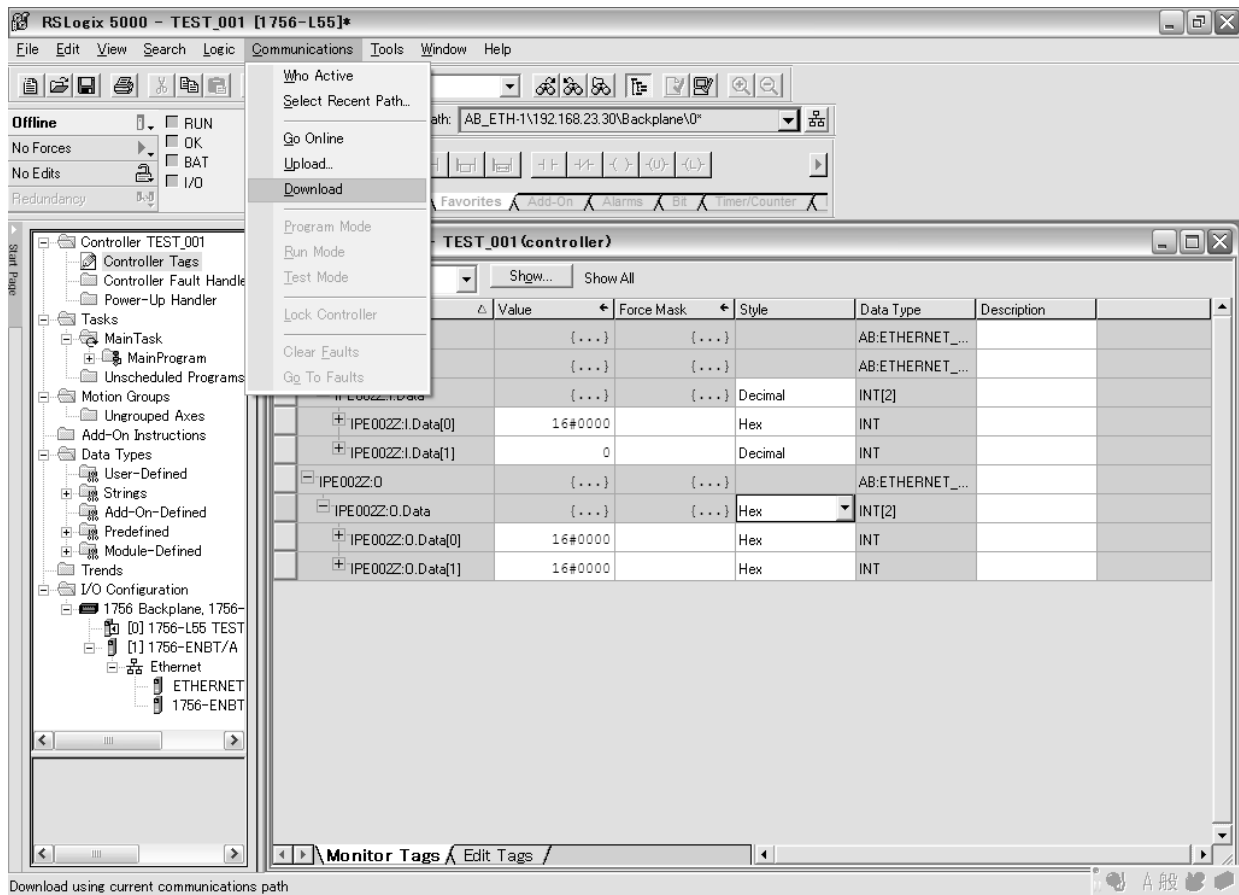 RSLogix 5000 - TEST_001 [1756-L55]*
File Edit View Search Logic Communications Tools Window Help
Who Active
Select Recent Path...
Go Online
Upload...
Download
Program Mode
Run Mode
Test Mode
Lock Controller
Clear Faults
Go To Faults
Offline
RUN
No Forces
OK
No Edits
BAT
Redundancy
I/O
ath: AB_ETH-1\192.168.23.30\Backplane\0*
Favorites Add-On Alarms Bit Timer/Counter
Start Page
Controller TEST_001
Controller Tags
Controller Fault Handle
Power-Up Handler
Tasks
MainTask
MainProgram
Unscheduled Programs
Motion Groups
Ungrouped Axes
Add-On Instructions
Data Types
User-Defined
Strings
Add-On-Defined
Predefined
Module-Defined
Trends
I/O Configuration
1756 Backplane, 1756-
[0] 1756-L55 TEST
[1] 1756-ENBT/A
Ethernet
ETHERNET
1756-ENBT
- TEST_001(controller)
Show... Show All
Value Force Mask Style Data Type Description
{...} {...} AB:ETHERNET_...
{...} {...} AB:ETHERNET_...
IPE002Z:I.Data {...} {...} Decimal INT[2]
IPE002Z:I.Data[0] 16#0000 Hex INT
IPE002Z:I.Data[1] 0 Decimal INT
IPE002Z:O {...} {...} AB:ETHERNET_...
IPE002Z:O.Data {...} {...} Hex INT[2]
IPE002Z:O.Data[0] 16#0000 Hex INT
IPE002Z:O.Data[1] 16#0000 Hex INT
Monitor Tags Edit Tags
Download using current communications path
A 般